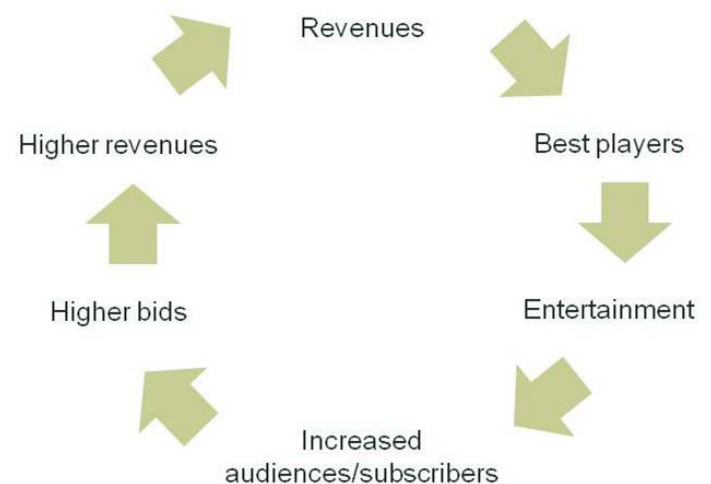 Revenues
Best players
Entertainment
Increased
audiences/subscribers
Higher bids
Higher revenues